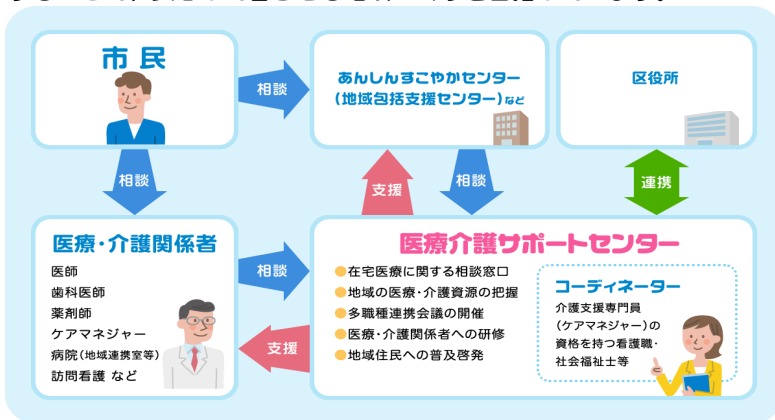 市民
相談
あんしんすこやかセンター
(地域包括支援センター)など
区役所
相談
支援
相談
連携
医療・介護関係者
医師
歯科医師
薬剤師
ケアマネジャー
病院(地域連携室等)
訪問看護 など
相談
支援
医療介護サポートセンター
●在宅医療に関する相談窓口
●地域の医療・介護資源の把握
●多職種連携会議の開催
●医療・介護関係者への研修
●地域住民への普及啓発
コーディネーター
介護支援専門員
(ケアマネジャー)の
資格を持つ看護職・
社会福祉士等